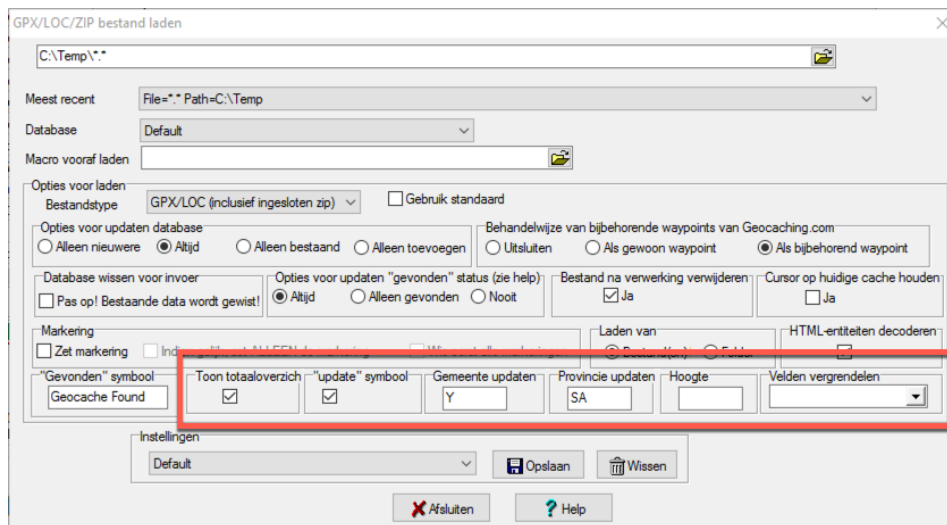 GPX/LOC/ZIP bestand laden
C:\Temp\*.*
Meest recent File=*.* Path=C:\Temp
Database Default
Macro vooraf laden
Opties voor laden
Bestandstype GPX/LOC (inclusief ingesloten zip) Gebruik standaard
Opties voor updaten database Behandelwijze van bijbehorende waypoints van Geocaching.com
Alleen nieuwere Altijd Alleen bestaand Alleen toevoegen Uitsluiten Als gewoon waypoint Als bijbehorend waypoint
Database wissen voor invoer Opties voor updaten "gevonden" status (zie help) Bestand na verwerking verwijderen Cursor op huidige cache houden
Pas op! Bestaande data wordt gewist! Altijd Alleen gevonden Nooit Ja Ja
Markering Laden van HTML-entiteiten decoderen
Zet markering
"Gevonden" symbool Toon totaaloverzich "update" symbool Gemeente updaten Provincie updaten Hoogte Velden vergrendelen
Geocache Found Y SA
Instellingen
Default Opslaan Wissen
Afsluiten Help